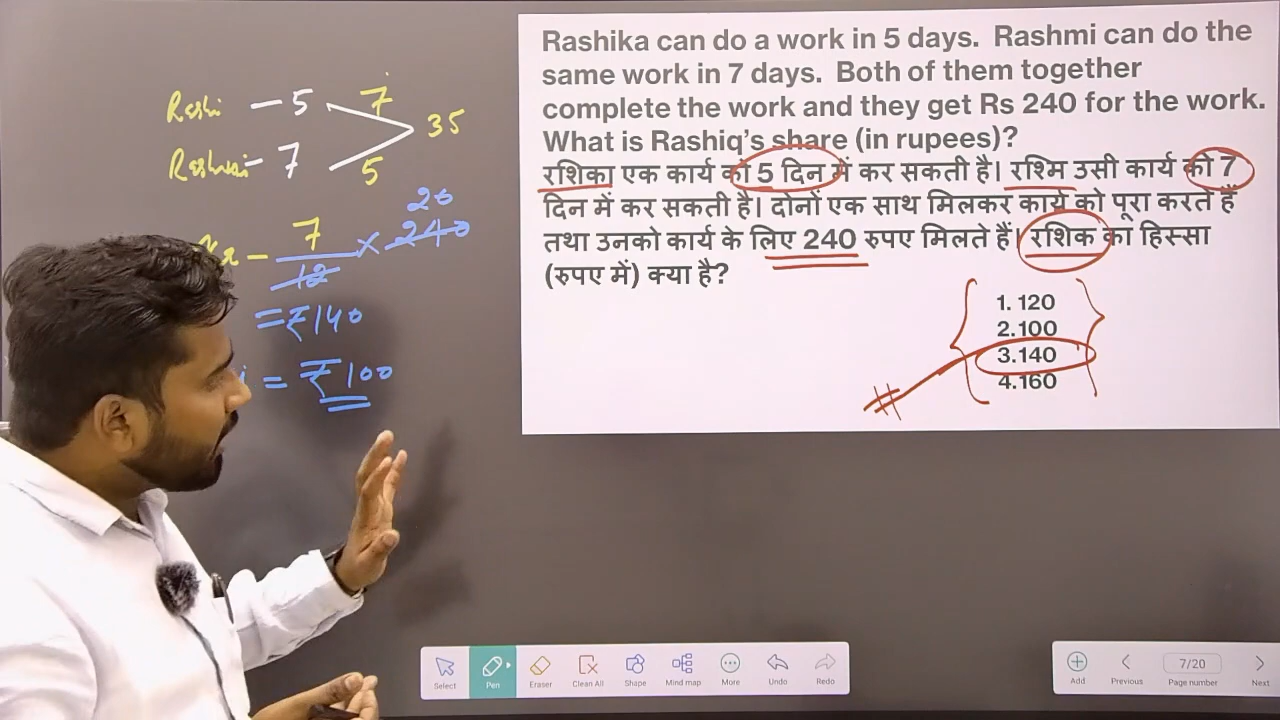 Rashika can do a work in 5 days. Rashmi can do the
same work in 7 days. Both of them together
complete the work and they get Rs 240 for the work.
What is Rashiq's share (in rupees)?
रशिका एक कार्य को 5 दिन में कर सकती है। रश्मि उसी कार्य को 7
दिन में कर सकती है। दोनों एक साथ मिलकर कार्य को पूरा करते हैं
तथा उनको कार्य के लिए 240 रुपए मिलते हैं। रशिक का हिस्सा
(रुपए में) क्या है?
1. 120
2.100
3.140
4.160
Rashi — 5 7
35
7 5
20
7/12 × 240
= ₹140
= ₹100
Select Pen Eraser Clean All Shape Mind map More Undo Redo
Add Previous 7/20 Page number Next